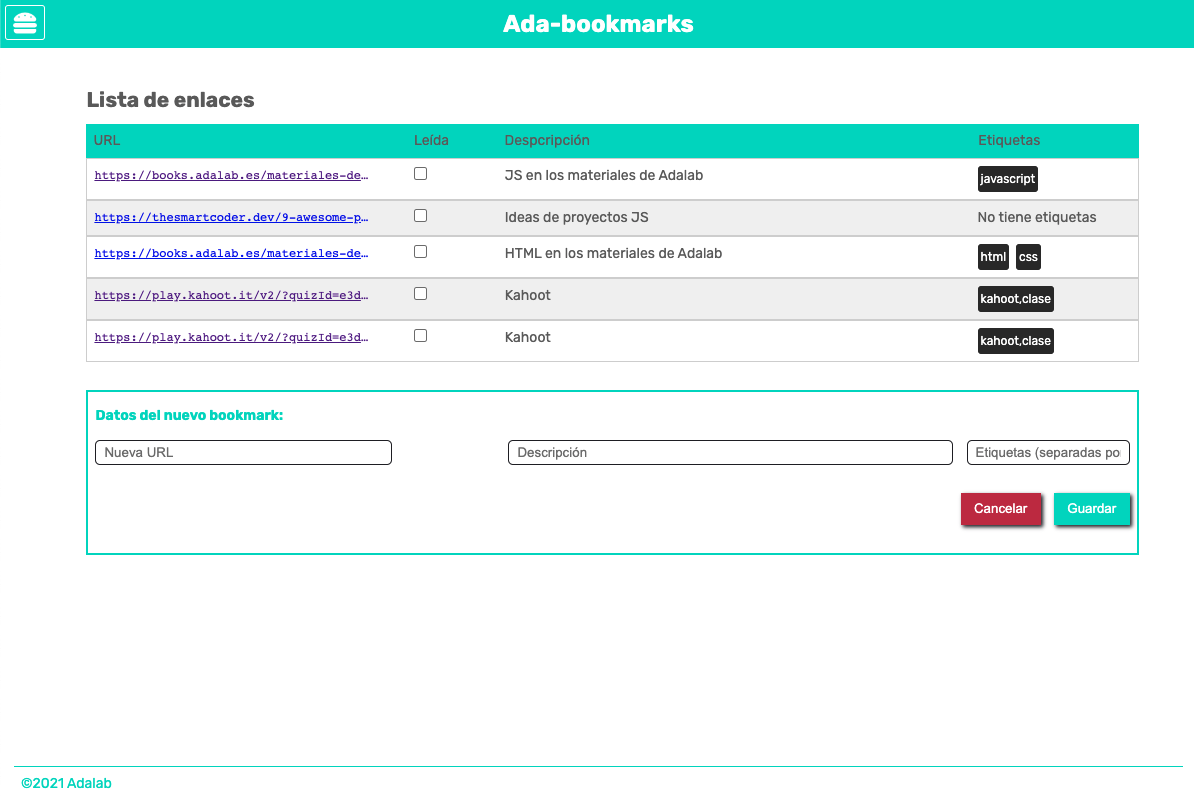 Ada-bookmarks
Lista de enlaces
URL Leída Despcripción Etiquetas
https://books.adalab.es/materiales-de… JS en los materiales de Adalab javascript
https://thesmartcoder.dev/9-awesome-p… Ideas de proyectos JS No tiene etiquetas
https://books.adalab.es/materiales-de… HTML en los materiales de Adalab html css
https://play.kahoot.it/v2/?quizId=e3d… Kahoot kahoot,clase
https://play.kahoot.it/v2/?quizId=e3d… Kahoot kahoot,clase
Datos del nuevo bookmark:
Nueva URL Descripción Etiquetas (separadas po
Cancelar Guardar
©2021 Adalab